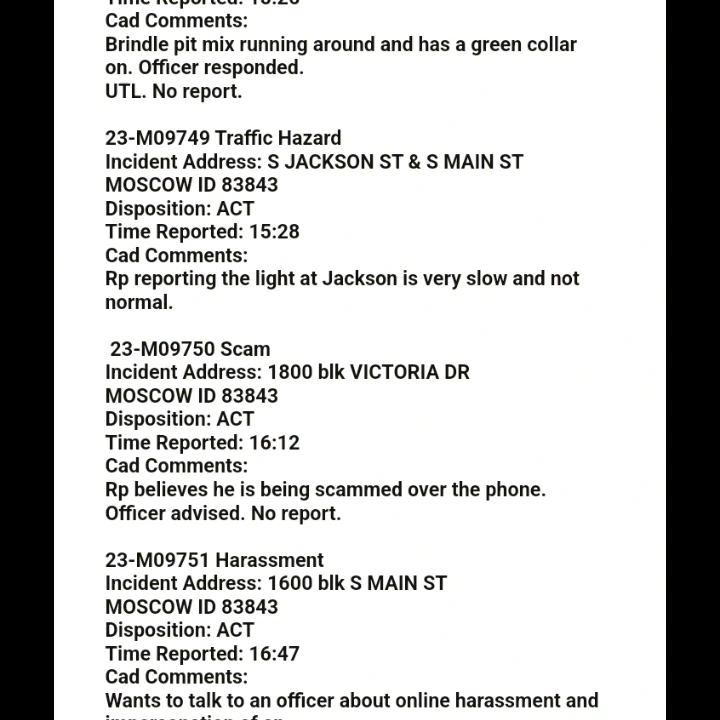 Cad Comments:
Brindle pit mix running around and has a green collar
on. Officer responded.
UTL. No report.
23-M09749 Traffic Hazard
Incident Address: S JACKSON ST & S MAIN ST
MOSCOW ID 83843
Disposition: ACT
Time Reported: 15:28
Cad Comments:
Rp reporting the light at Jackson is very slow and not
normal.
23-M09750 Scam
Incident Address: 1800 blk VICTORIA DR
MOSCOW ID 83843
Disposition: ACT
Time Reported: 16:12
Cad Comments:
Rp believes he is being scammed over the phone.
Officer advised. No report.
23-M09751 Harassment
Incident Address: 1600 blk S MAIN ST
MOSCOW ID 83843
Disposition: ACT
Time Reported: 16:47
Cad Comments:
Wants to talk to an officer about online harassment and